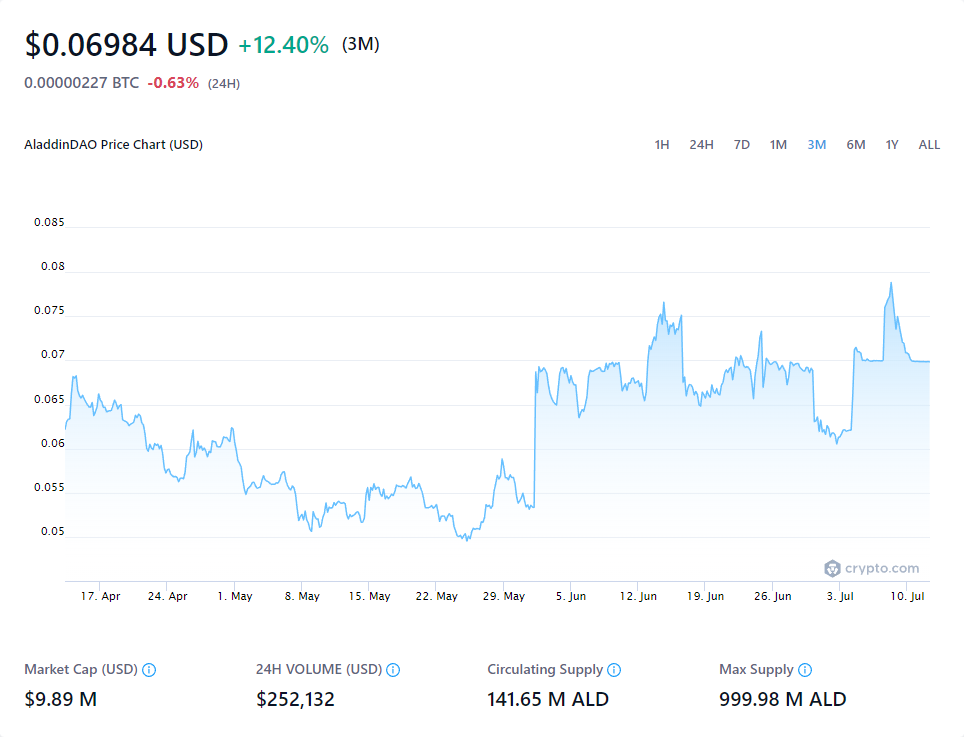 $0.06984 USD +12.40% (3M)
0.00000227 BTC -0.63% (24H)
AladdinDAO Price Chart (USD) 1H 24H 7D 1M 3M 6M 1Y ALL
0.085
0.08
0.075
0.07
0.065
0.06
0.055
0.05
crypto.com
17. Apr 24. Apr 1. May 8. May 15. May 22. May 29. May 5. Jun 12. Jun 19. Jun 26. Jun 3. Jul 10. Jul
Market Cap (USD) 24H VOLUME (USD) Circulating Supply Max Supply
$9.89 M $252,132 141.65 M ALD 999.98 M ALD